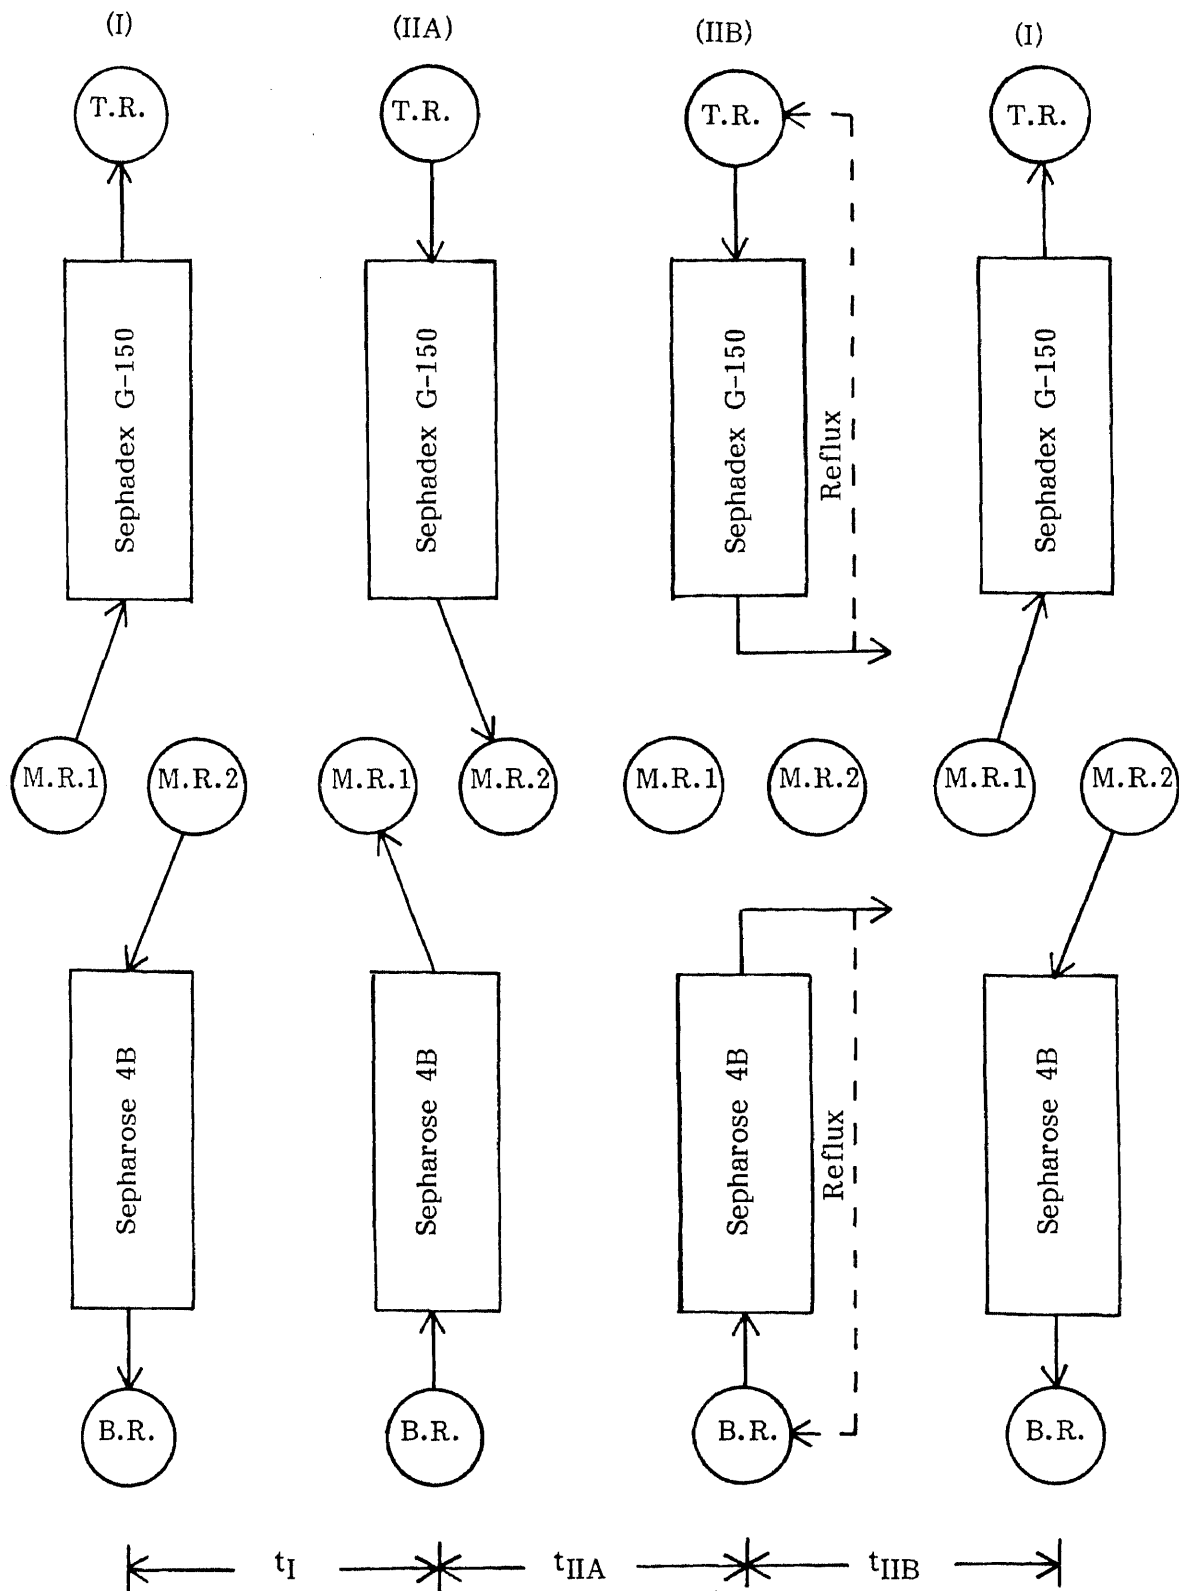 (I) (IIA) (IIB) (I)
T.R. T.R. T.R. T.R.
Sephadex G-150
Sephadex G-150
Sephadex G-150
Reflux
Sephadex G-150
M.R.1 M.R.2 M.R.1 M.R.2 M.R.1 M.R.2 M.R.1 M.R.2
Sepharose 4B
Sepharose 4B
Sepharose 4B
Reflux
Sepharose 4B
B.R. B.R. B.R. B.R.
tI tIIA tIIB